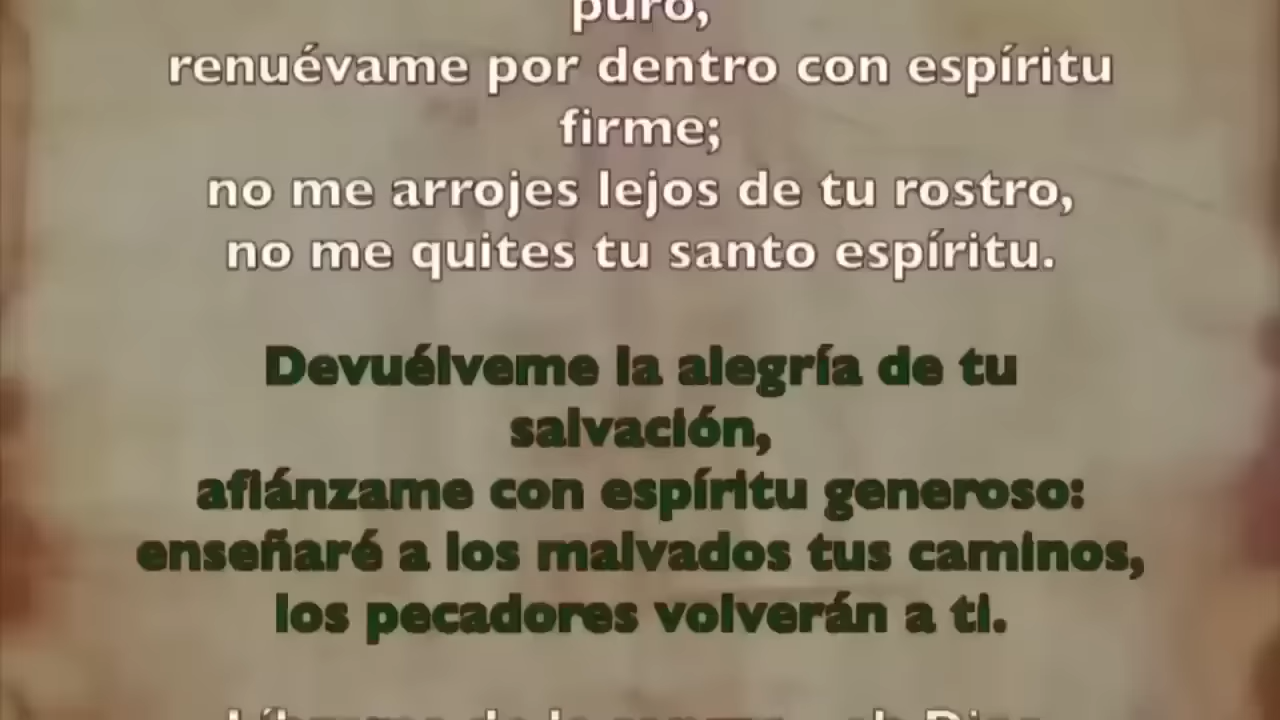 puro,
renuévame por dentro con espíritu
firme;
no me arrojes lejos de tu rostro,
no me quites tu santo espíritu.
Devuélveme la alegría de tu
salvación,
afiánzame con espíritu generoso:
enseñaré a los malvados tus caminos,
los pecadores volverán a ti.